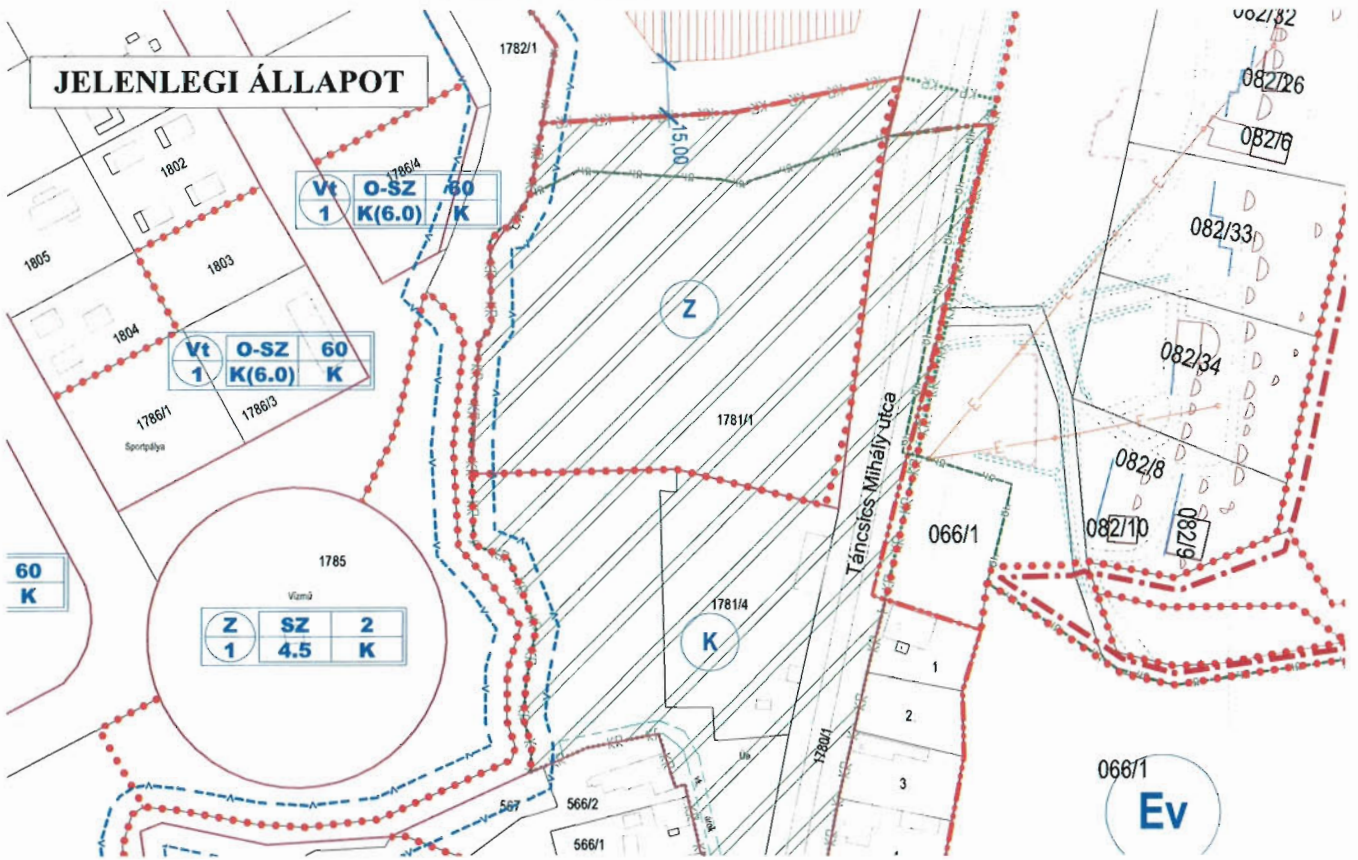 JELENLEGI ÁLLAPOT
1782/1
082/32
082/26
082/6
1802
1786/4
15,00
Vt O-SZ 60
1 K(6.0) K
1805
1803
082/33
Z
1804
Vt O-SZ 60
1 K(6.0) K
082/34
1786/1
1786/3
Sportpálya
1781/1
Táncsics Mihály utca
082/8
082/10
082/9
066/1
1785
Vízmű
60
K
Z SZ 2
1 4.5 K
1781/4
K
1
2
3
1780/1
árok
066/1
Ev
567
566/2
566/1
KR
E